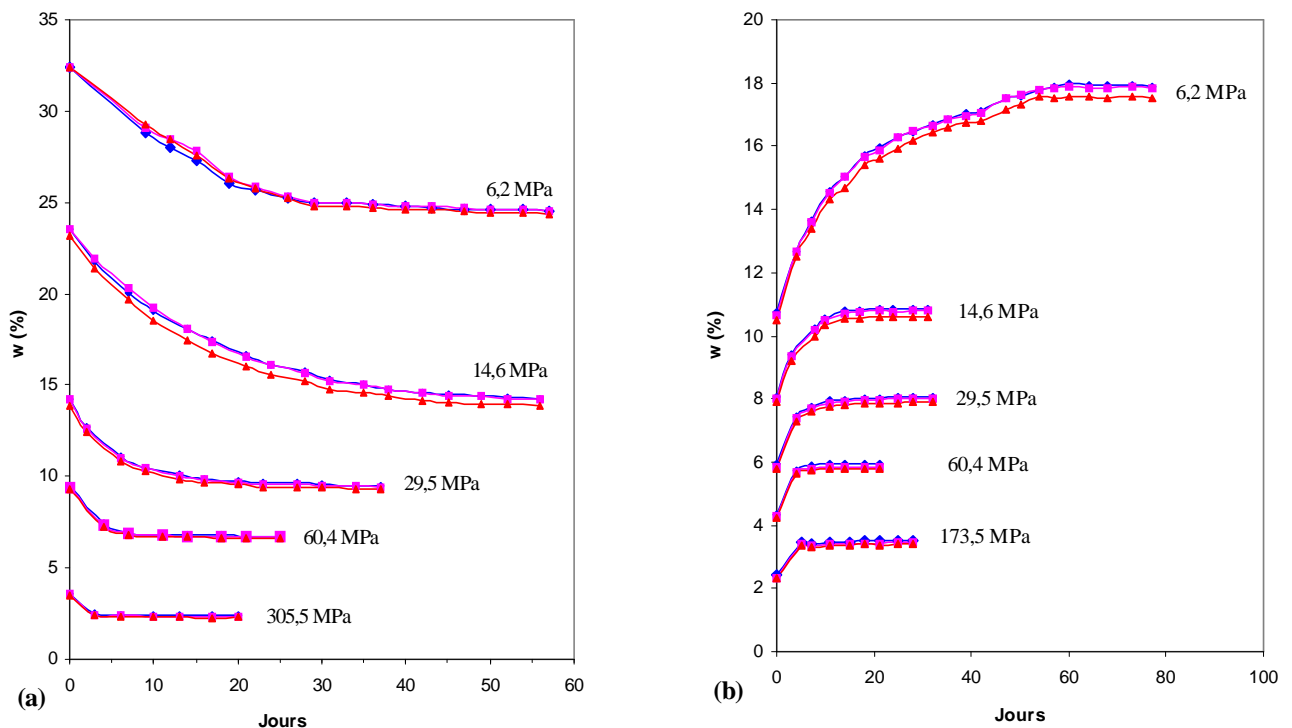 35
30
25
20
15
10
5
0
w (%)
6,2 MPa
14,6 MPa
29,5 MPa
60,4 MPa
305,5 MPa
0 10 20 30 40 50 60
Jours
(a)
20
18
16
14
12
10
8
6
4
2
0
w (%)
6,2 MPa
14,6 MPa
29,5 MPa
60,4 MPa
173,5 MPa
0 20 40 60 80 100
Jours
(b)